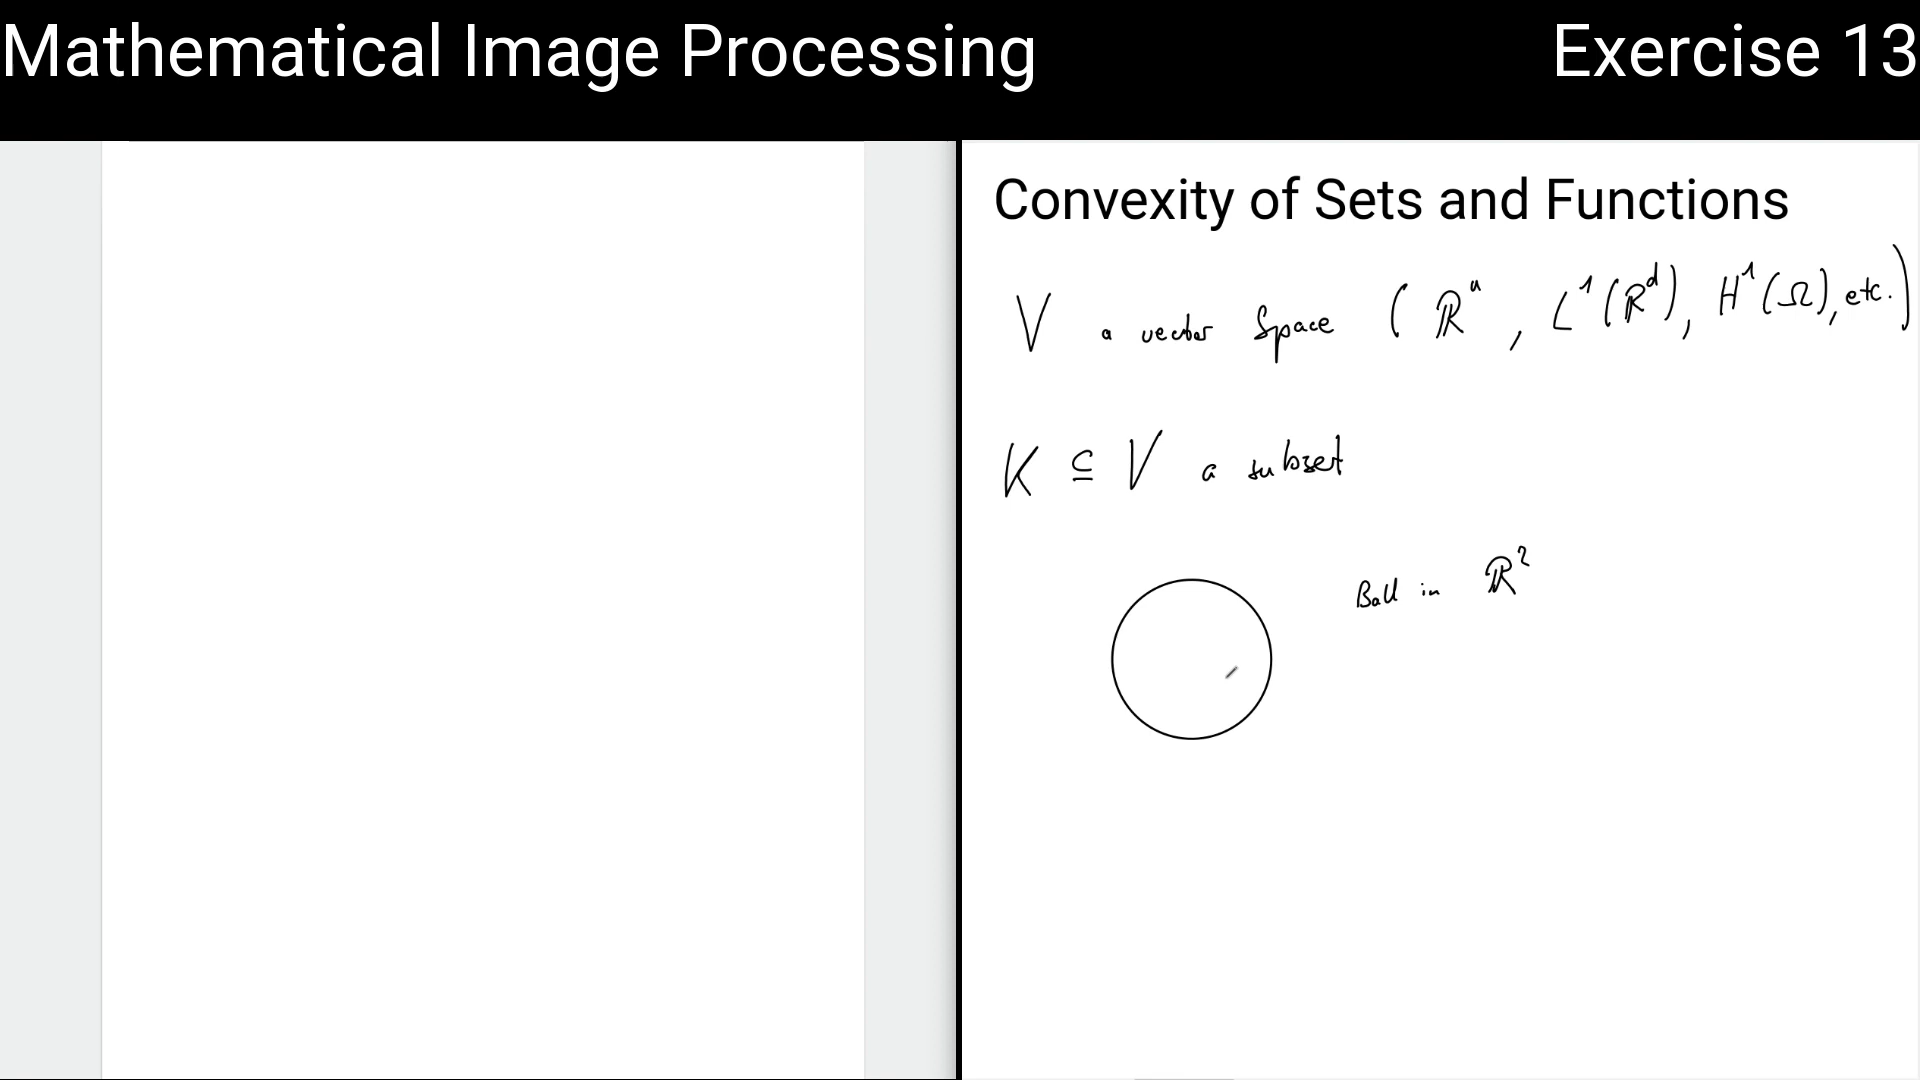 Mathematical Image Processing Exercise 13
Convexity of Sets and Functions
V a vector space (ℝⁿ, L¹(ℝᵈ), H¹(Ω), etc.)
K ⊆ V a subset
Ball in ℝ²